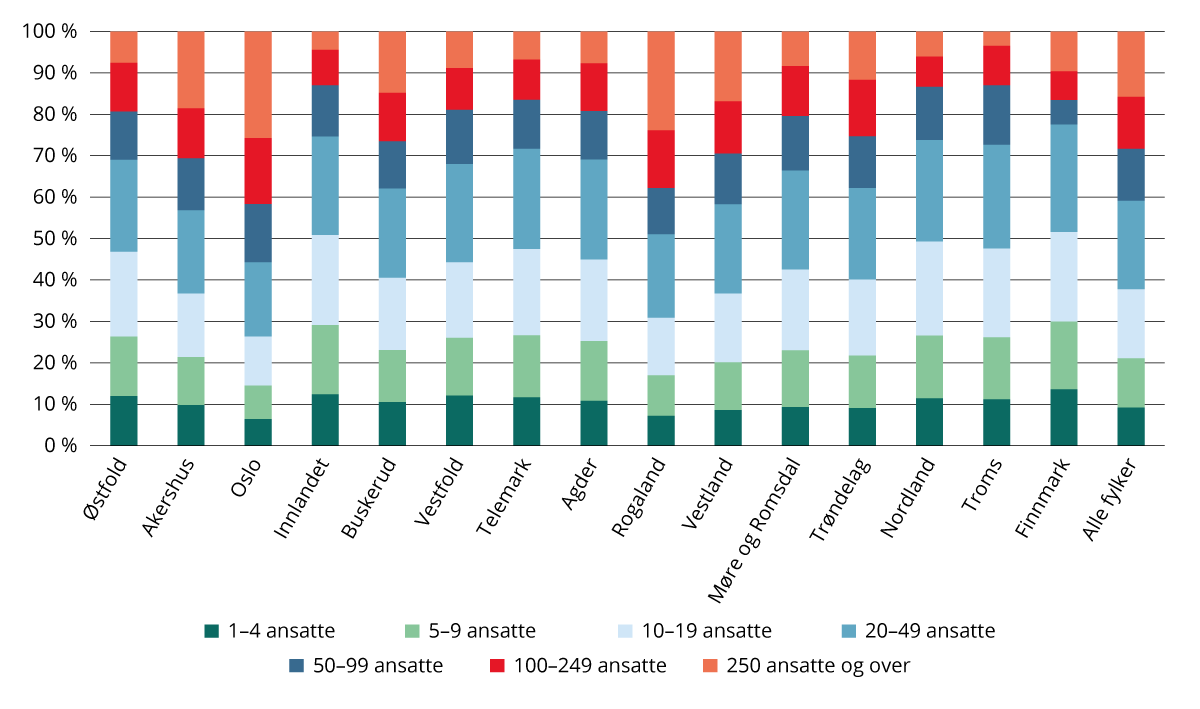 100 %
90 %
80 %
70 %
60 %
50 %
40 %
30 %
20 %
10 %
0 %
Østfold
Akershus
Oslo
Innlandet
Buskerud
Vestfold
Telemark
Agder
Rogaland
Vestland
Møre og Romsdal
Trøndelag
Nordland
Troms
Finnmark
Alle fylker
1–4 ansatte 5–9 ansatte 10–19 ansatte 20–49 ansatte
50–99 ansatte 100–249 ansatte 250 ansatte og over